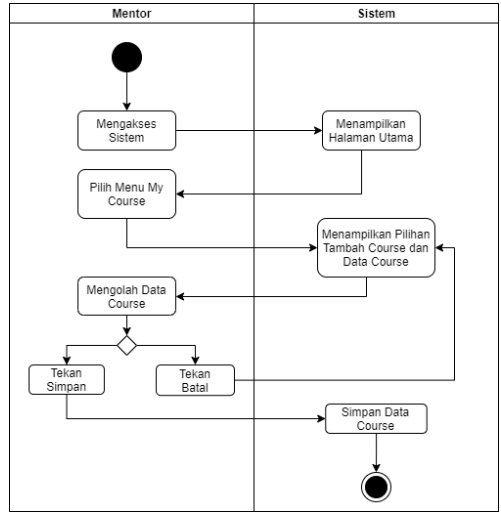 Mentor
Sistem
Mengakses
Sistem
Menampilkan
Halaman Utama
Pilih Menu My
Course
Menampilkan Pilihan
Tambah Course dan
Data Course
Mengolah Data
Course
Tekan
Simpan
Tekan
Batal
Simpan Data
Course